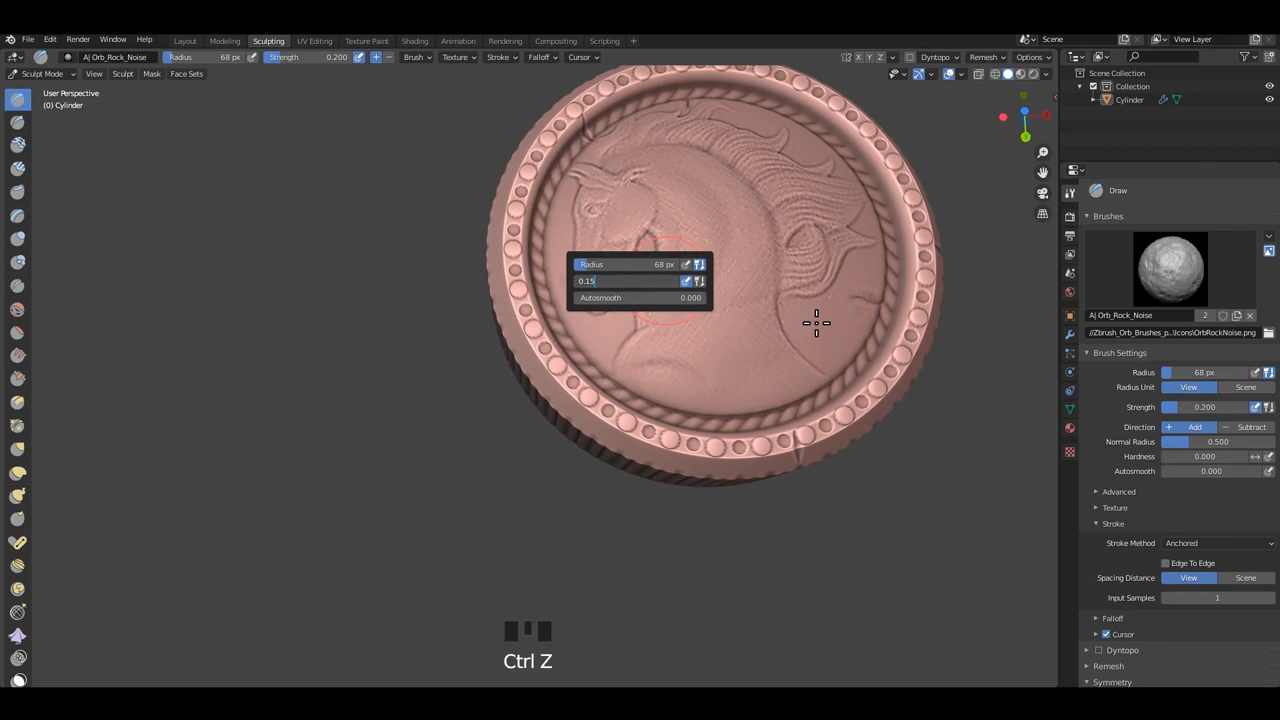 File Edit Render Window Help Layout Modeling Sculpting UV Editing Texture Paint Shading Animation Rendering Compositing Scripting + Scene View Layer
A| Orb_Rock_Noise Radius 68 px Strength 0.200 + − Brush Texture Stroke Falloff Cursor X Y Z Dyntopo Remesh Options
Sculpt Mode View Sculpt Mask Face Sets
User Perspective
(0) Cylinder
Radius 68 px
0.15
Autosmooth 0.000
Ctrl Z
Scene Collection
Collection
Cylinder
Draw
Brushes
A| Orb_Rock_Noise 2
//Zbrush_Orb_Brushes_p...\Icons\OrbRockNoise.png
Brush Settings
Radius 68 px
Radius Unit View Scene
Strength 0.200
Direction + Add − Subtract
Normal Radius 0.500
Hardness 0.000
Autosmooth 0.000
Advanced
Texture
Stroke
Stroke Method Anchored
Edge To Edge
Spacing Distance View Scene
Input Samples 1
Falloff
Cursor
Dyntopo
Remesh
Symmetry